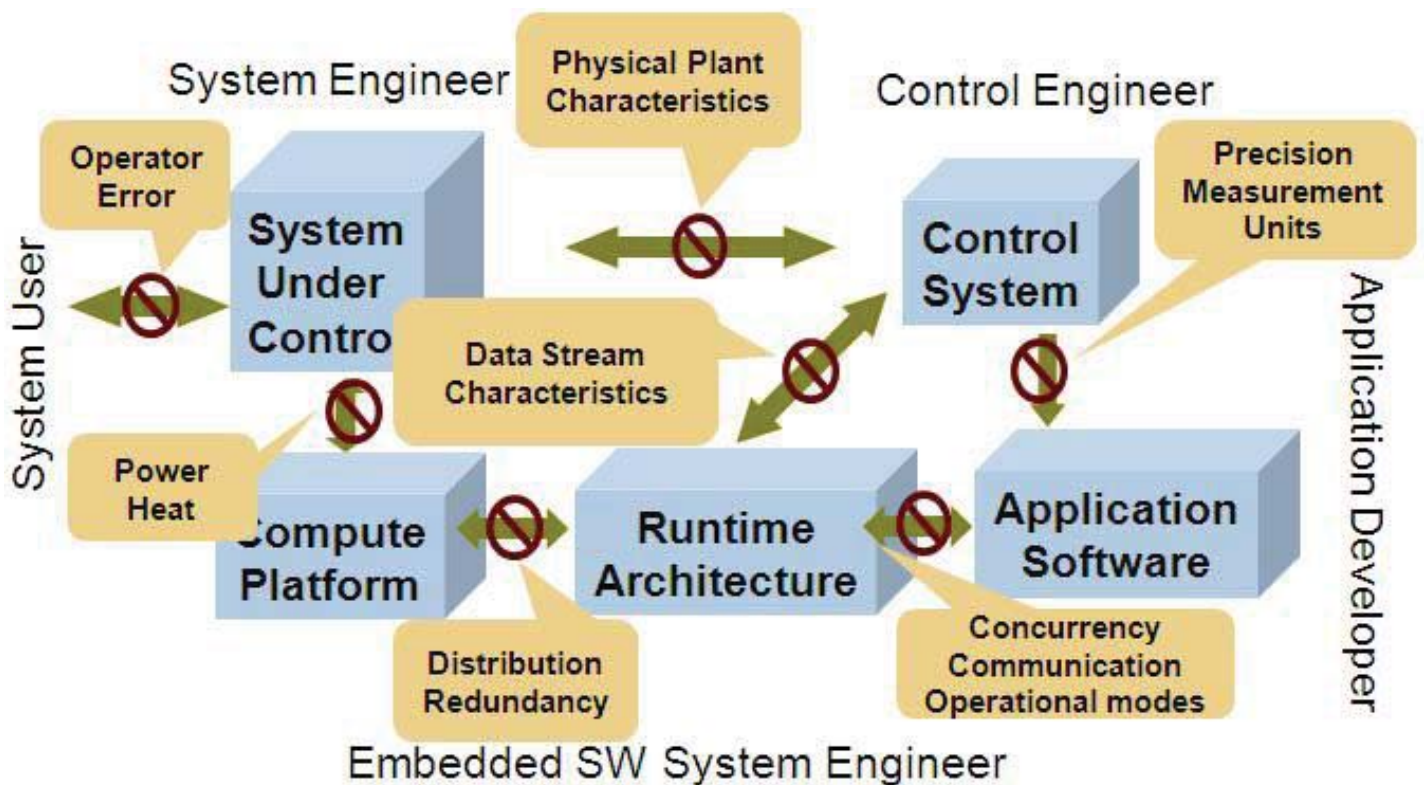 System Engineer
Physical Plant
Characteristics
Control Engineer
Operator
Error
Precision
Measurement
Units
System User
System
Under
Contro
Control
System
Application Developer
Data Stream
Characteristics
Power
Heat
Compute
Platform
Runtime
Architecture
Application
Software
Distribution
Redundancy
Concurrency
Communication
Operational modes
Embedded SW System Engineer